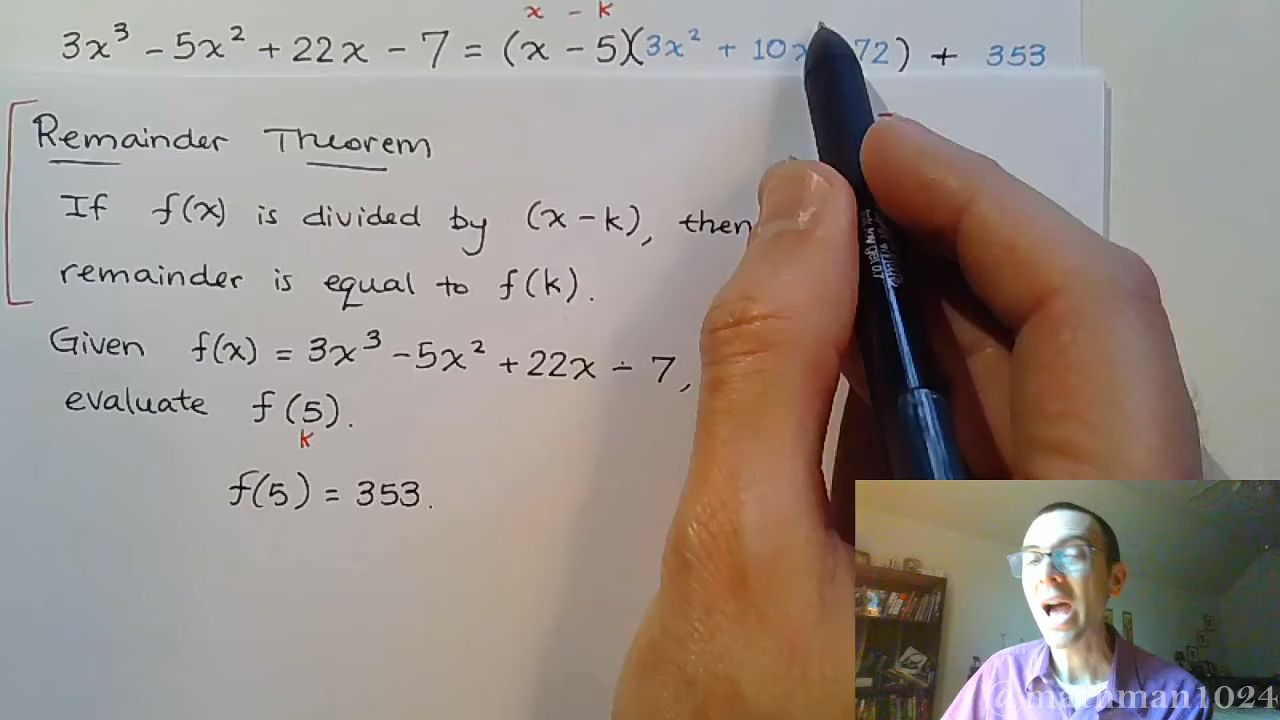 x - k
3x³ - 5x² + 22x - 7 = (x - 5)(3x² + 10x 72) + 353
Remainder Theorem
If f(x) is divided by (x - k), then
remainder is equal to f(k).
Given f(x) = 3x³ - 5x² + 22x - 7,
evaluate f(5).
k
f(5) = 353.
@mathman1024